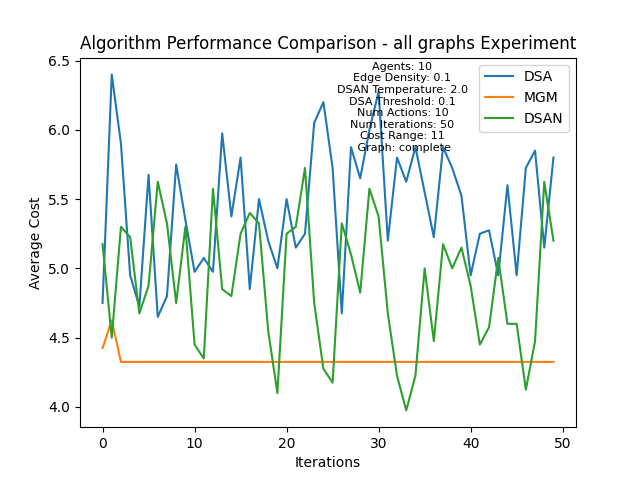 Algorithm Performance Comparison - all graphs Experiment
Agents: 10
Edge Density: 0.1
DSAN Temperature: 2.0
DSA Threshold: 0.1
Num Actions: 10
Num Iterations: 50
Cost Range: 11
Graph: complete
DSA
MGM
DSAN
Average Cost
6.5
6.0
5.5
5.0
4.5
4.0
0 10 20 30 40 50
Iterations